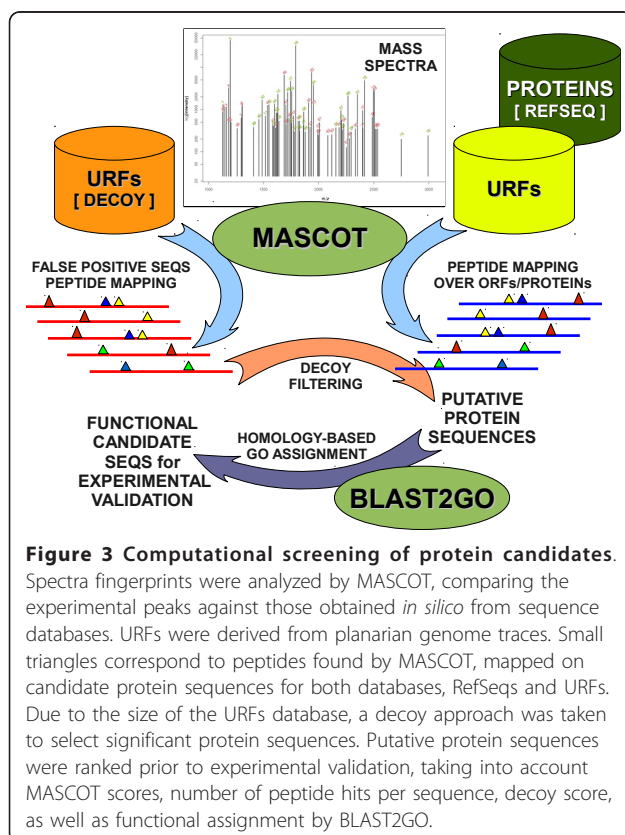 MASS
SPECTRA
PROTEINS
[ REFSEQ ]
URFs
[ DECOY ]
URFs
1000 1500 2000 2500 3000
m/z
MASCOT
FALSE POSITIVE SEQS
PEPTIDE MAPPING
PEPTIDE MAPPING
OVER ORFs/PROTEINS
DECOY
FILTERING
PUTATIVE
PROTEIN
SEQUENCES
FUNCTIONAL
CANDIDATE
SEQS for
EXPERIMENTAL
VALIDATION
HOMOLOGY-BASED
GO ASSIGNMENT
BLAST2GO
Figure 3 Computational screening of protein candidates.
Spectra fingerprints were analyzed by MASCOT, comparing the
experimental peaks against those obtained in silico from sequence
databases. URFs were derived from planarian genome traces. Small
triangles correspond to peptides found by MASCOT, mapped on
candidate protein sequences for both databases, RefSeqs and URFs.
Due to the size of the URFs database, a decoy approach was taken
to select significant protein sequences. Putative protein sequences
were ranked prior to experimental validation, taking into account
MASCOT scores, number of peptide hits per sequence, decoy score,
as well as functional assignment by BLAST2GO.